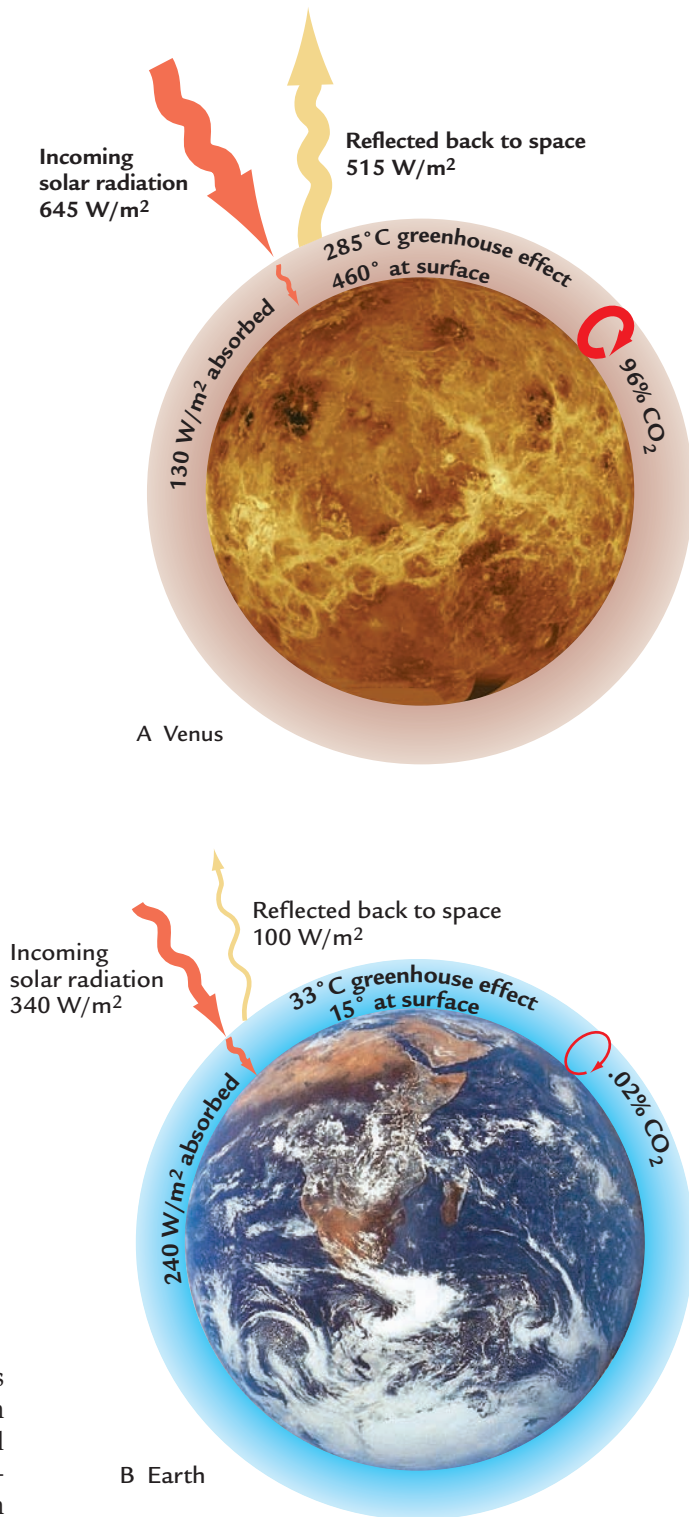 Incoming
solar radiation
645 W/m²
Reflected back to space
515 W/m²
285°C greenhouse effect
460° at surface
130 W/m² absorbed
96% CO₂
A Venus
Incoming
solar radiation
340 W/m²
Reflected back to space
100 W/m²
33°C greenhouse effect
15° at surface
240 W/m² absorbed
.02% CO₂
B Earth